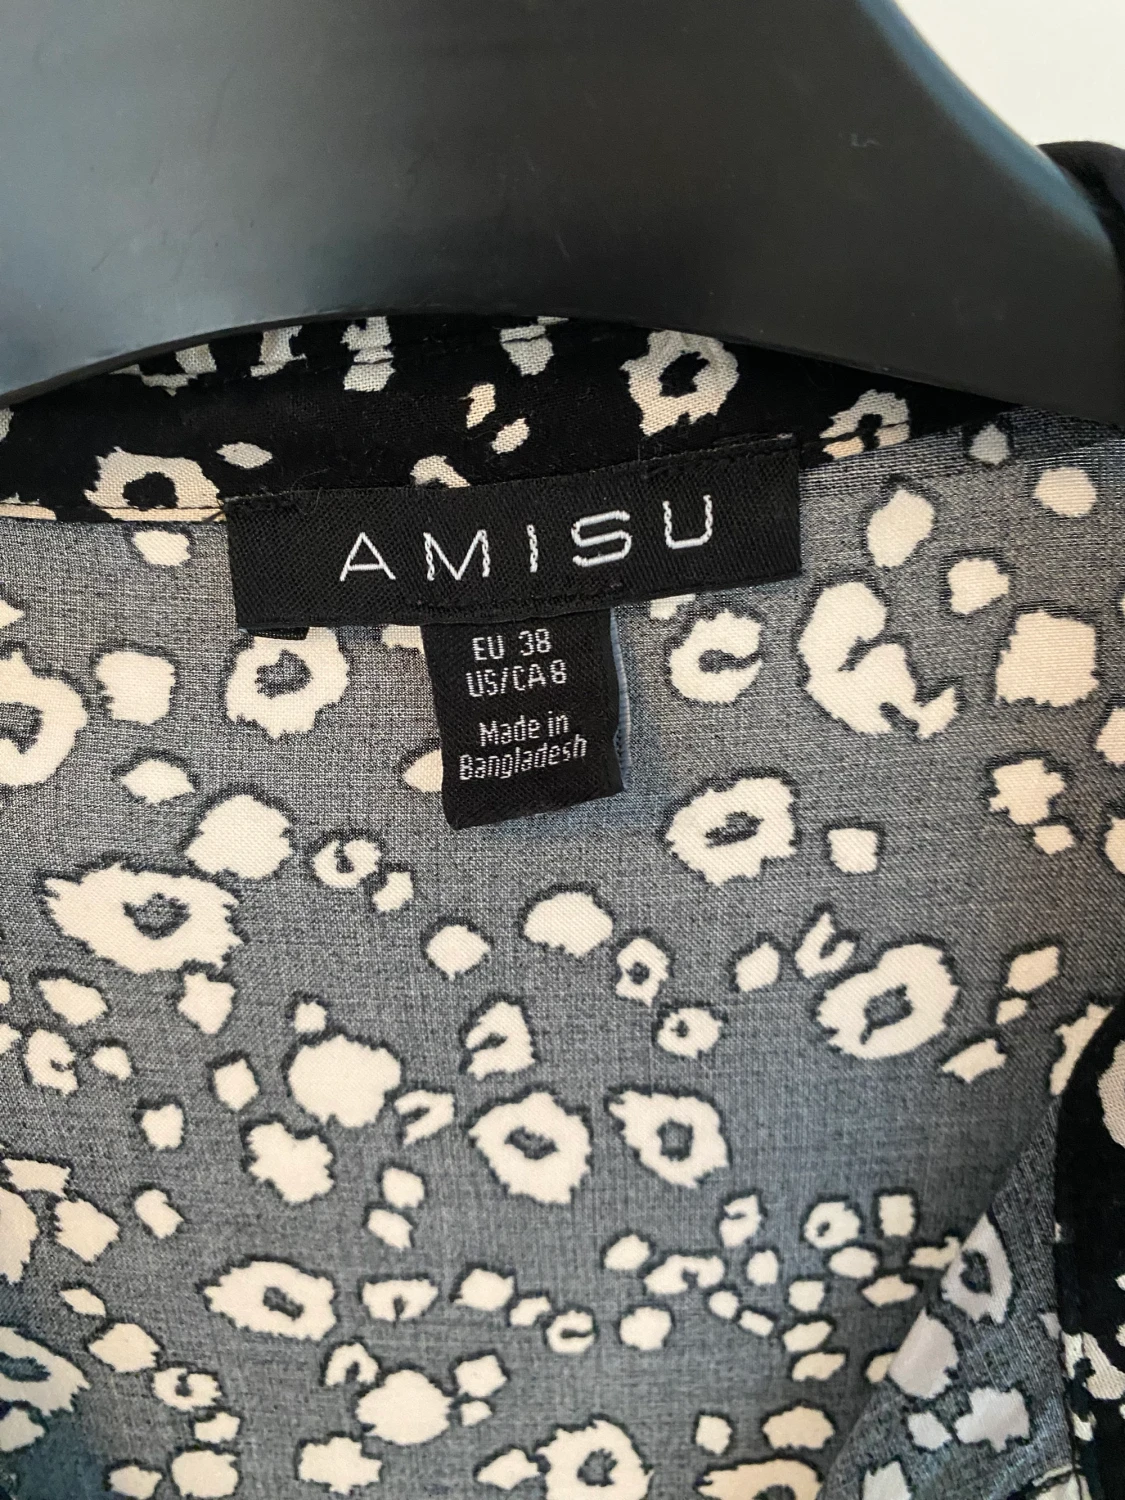 AMISU
EU 38
US/CA 8
Made in
Bangladesh